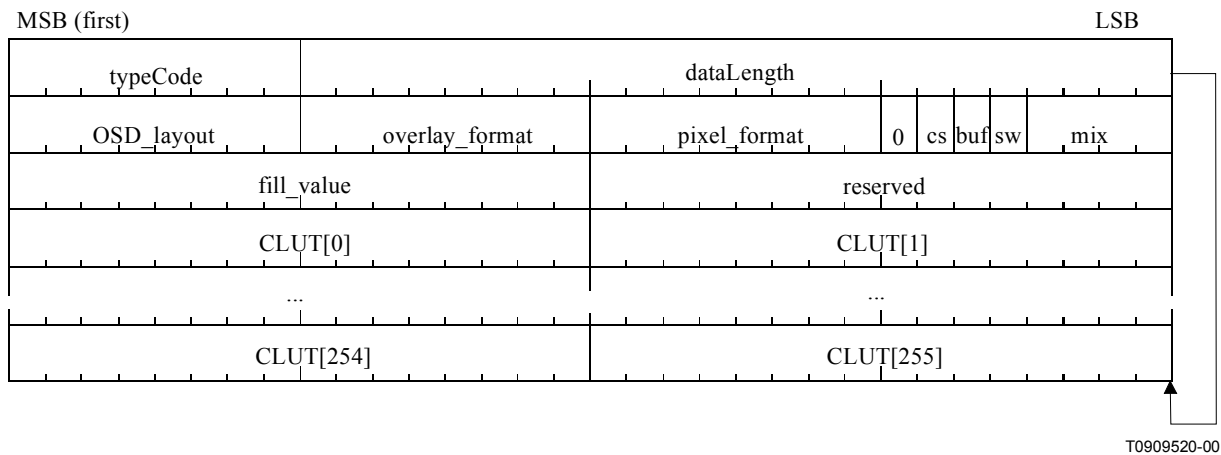 MSB (first) LSB
typeCode dataLength
OSD_layout overlay_format pixel_format 0 cs buf sw mix
fill_value reserved
CLUT[0] CLUT[1]
... ...
CLUT[254] CLUT[255]
T0909520-00